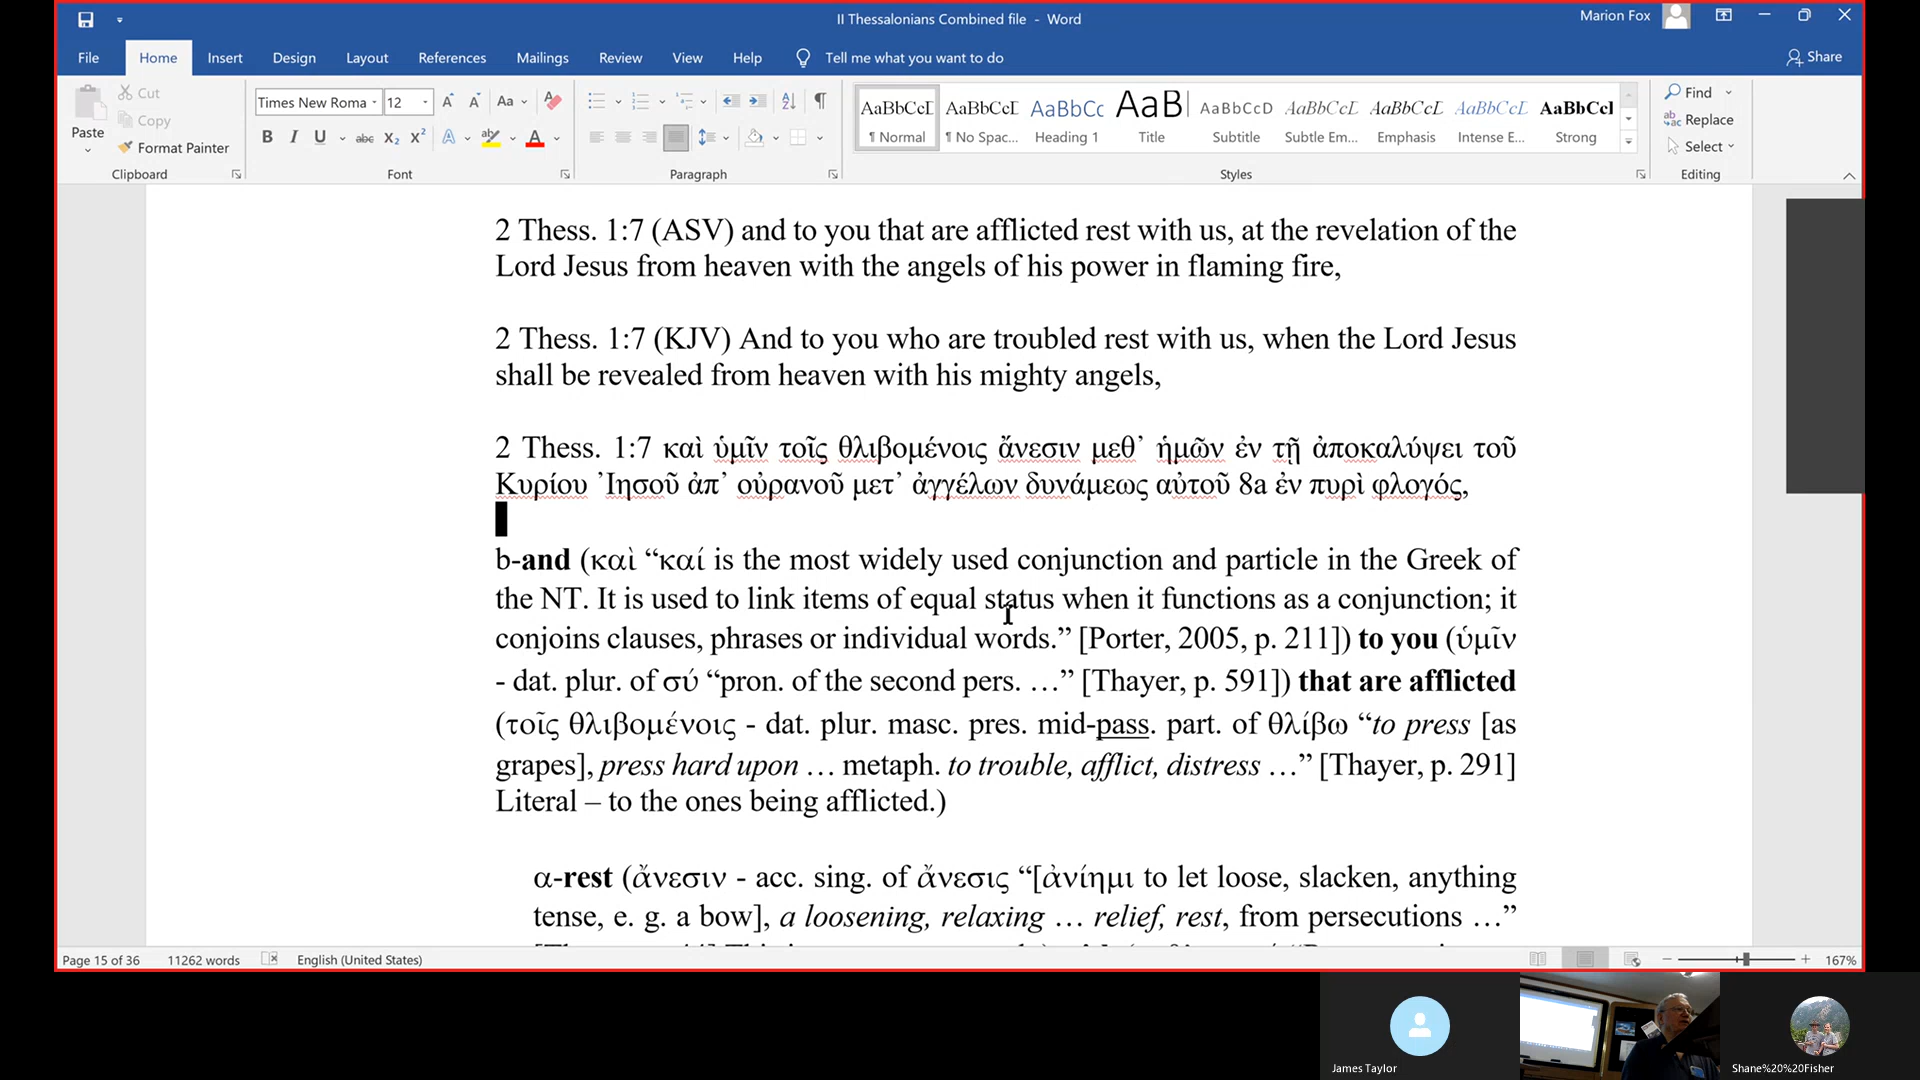 II Thessalonians Combined file - Word
Marion Fox
File Home Insert Design Layout References Mailings Review View Help Tell me what you want to do Share
Paste Cut Copy Format Painter Clipboard
Times New Roma 12 Aa
B I U abc X₂ X² A ab A
Font
Paragraph
AaBbCcD AaBbCcD AaBbCc AaB AaBbCcD AaBbCcD AaBbCcD AaBbCcD AaBbCcI
¶ Normal ¶ No Spac... Heading 1 Title Subtitle Subtle Em... Emphasis Intense E... Strong
Styles
Find Replace Select Editing
2 Thess. 1:7 (ASV) and to you that are afflicted rest with us, at the revelation of the
Lord Jesus from heaven with the angels of his power in flaming fire,
2 Thess. 1:7 (KJV) And to you who are troubled rest with us, when the Lord Jesus
shall be revealed from heaven with his mighty angels,
2 Thess. 1:7 καὶ ὑμῖν τοῖς θλιβομένοις ἄνεσιν μεθ᾽ ἡμῶν ἐν τῇ ἀποκαλύψει τοῦ
Κυρίου ᾽Ιησοῦ ἀπ᾽ οὐρανοῦ μετ᾽ ἀγγέλων δυνάμεως αὐτοῦ 8a ἐν πυρὶ φλογός,
b-and (καὶ “καί is the most widely used conjunction and particle in the Greek of
the NT. It is used to link items of equal status when it functions as a conjunction; it
conjoins clauses, phrases or individual words.” [Porter, 2005, p. 211]) to you (ὑμῖν
- dat. plur. of σύ “pron. of the second pers. …” [Thayer, p. 591]) that are afflicted
(τοῖς θλιβομένοις - dat. plur. masc. pres. mid-pass. part. of θλίβω “to press [as
grapes], press hard upon … metaph. to trouble, afflict, distress …” [Thayer, p. 291]
Literal – to the ones being afflicted.)
α-rest (ἄνεσιν - acc. sing. of ἄνεσις “[ἀνίημι to let loose, slacken, anything
tense, e. g. a bow], a loosening, relaxing … relief, rest, from persecutions …”
Page 15 of 36 11262 words English (United States) 167%
James Taylor
Shane%20%20Fisher